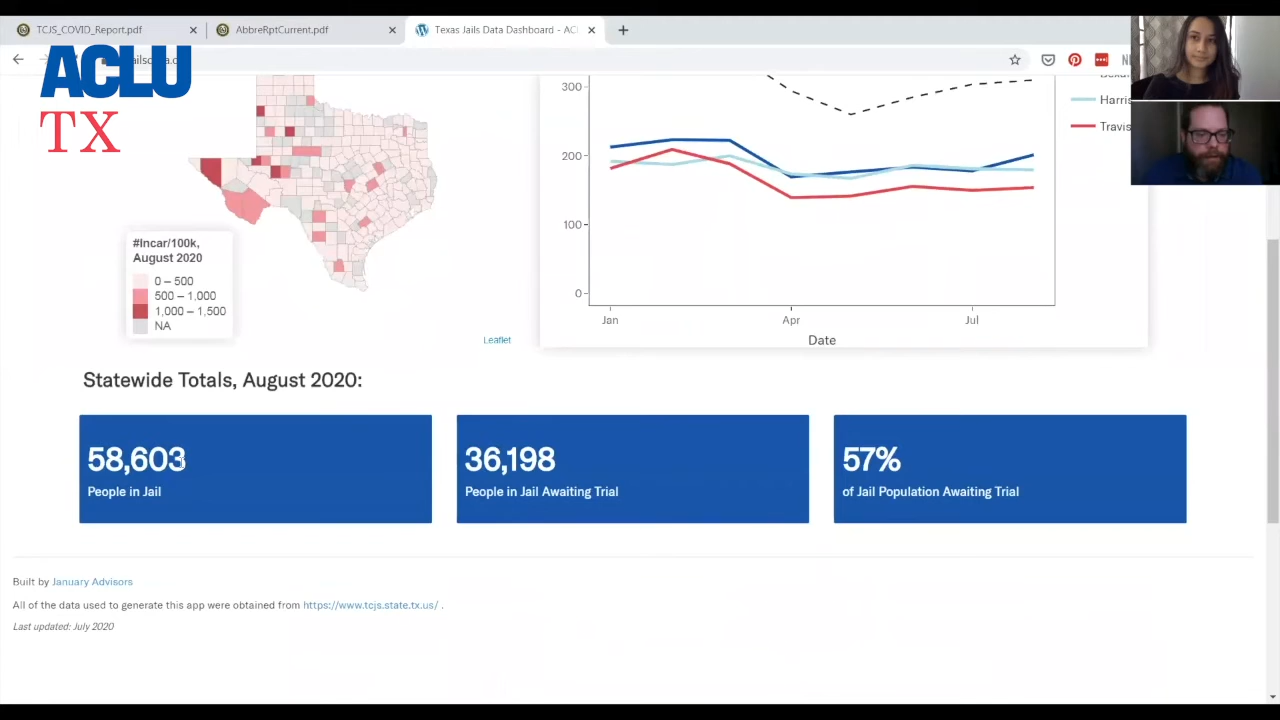 TCJS_COVID_Report.pdf
AbbreRptCurrent.pdf
Texas Jails Data Dashboard - ACL
ACLU
TX
300
200
100
0
Jan
Apr
Jul
Date
Harris
Travis
#Incar/100k,
August 2020
0 – 500
500 – 1,000
1,000 – 1,500
NA
Leaflet
Statewide Totals, August 2020:
58,603
People in Jail
36,198
People in Jail Awaiting Trial
57%
of Jail Population Awaiting Trial
Built by January Advisors
All of the data used to generate this app were obtained from https://www.tcjs.state.tx.us/ .
Last updated: July 2020